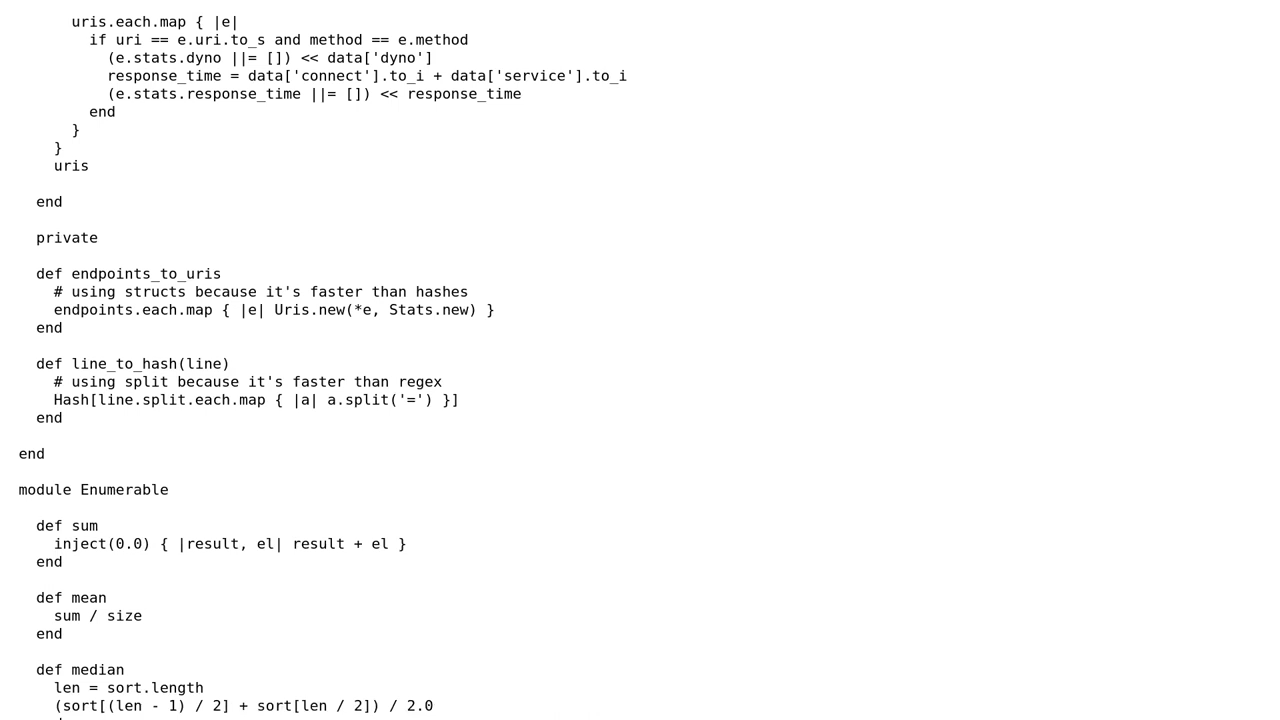 uris.each.map { |e|
if uri == e.uri.to_s and method == e.method
(e.stats.dyno ||= []) << data['dyno']
response_time = data['connect'].to_i + data['service'].to_i
(e.stats.response_time ||= []) << response_time
end
}
}
uris
end
private
def endpoints_to_uris
# using structs because it's faster than hashes
endpoints.each.map { |e| Uris.new(*e, Stats.new) }
end
def line_to_hash(line)
# using split because it's faster than regex
Hash[line.split.each.map { |a| a.split('=') }]
end
end
module Enumerable
def sum
inject(0.0) { |result, el| result + el }
end
def mean
sum / size
end
def median
len = sort.length
(sort[(len - 1) / 2] + sort[len / 2]) / 2.0